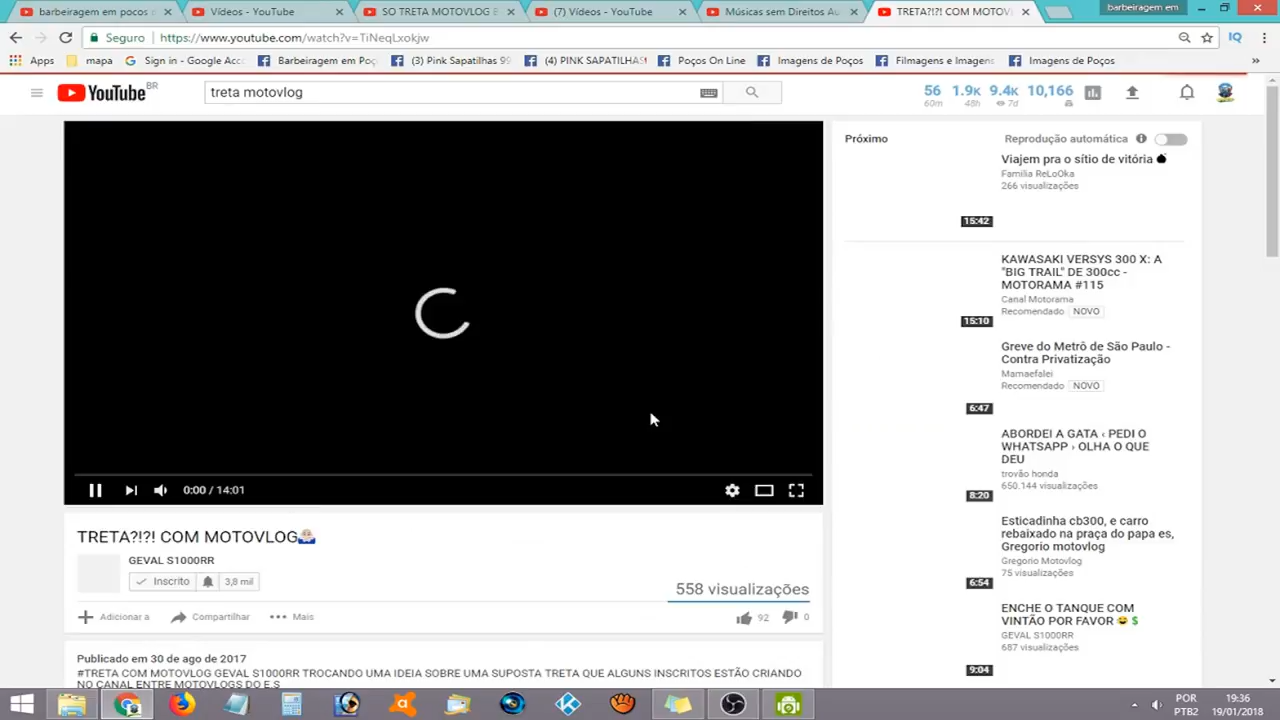 barbeiragem em pocos
Vídeos - YouTube
SO TRETA MOTOVLOG E
(7) Vídeos - YouTube
Músicas sem Direitos Au
TRETA?!?! COM MOTOVL
barbeiragem em
Seguro
https://www.youtube.com/watch?v=TiNeqLxokjw
IQ
Apps
mapa
Sign in - Google Acc
Barbeiragem em Poç
(3) Pink Sapatilhas 99
(4) PINK SAPATILHAS
Poços On Line
Imagens de Poços
Filmagens e Imagens
Imagens de Poços
»
YouTube BR
treta motovlog
56 1.9K 9.4K 10,166
60m 48h 7d
Próximo
Reprodução automática
Viajem pra o sítio de vitória
Família ReLoOka
266 visualizações
15:42
KAWASAKI VERSYS 300 X: A
"BIG TRAIL" DE 300cc -
MOTORAMA #115
Canal Motorama
Recomendado NOVO
15:10
Greve do Metrô de São Paulo -
Contra Privatização
Mamaefalei
Recomendado NOVO
6:47
ABORDEI A GATA ‹ PEDI O
WHATSAPP › OLHA O QUE
DEU
trovão honda
650.144 visualizações
8:20
Esticadinha cb300, e carro
rebaixado na praça do papa es,
Gregorio motovlog
Gregorio Motovlog
75 visualizações
6:54
ENCHE O TANQUE COM
VINTÃO POR FAVOR 😄💲
GEVAL S1000RR
687 visualizações
9:04
0:00 / 14:01
TRETA?!?! COM MOTOVLOG
GEVAL S1000RR
Inscrito 3,8 mil
558 visualizações
Adicionar a
Compartilhar
Mais
92
0
Publicado em 30 de ago de 2017
#TRETA COM MOTOVLOG GEVAL S1000RR TROCANDO UMA IDEIA SOBRE UMA SUPOSTA TRETA QUE ALGUNS INSCRITOS ESTÃO CRIANDO
NO CANAL ENTRE MOTOVLOGS DO E.S
POR
PTB2
19:36
19/01/2018